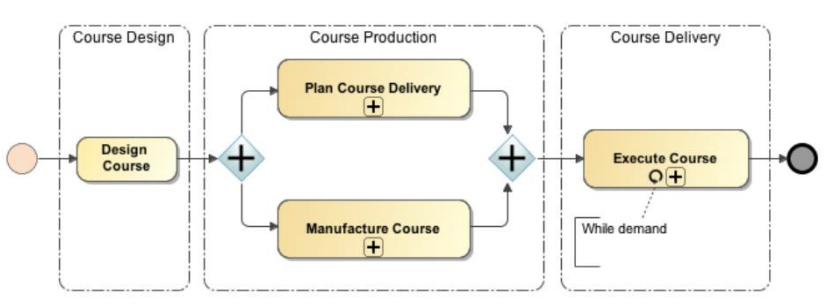 Course Design
Course Production
Course Delivery
Plan Course Delivery
Design
Course
Execute Course
Manufacture Course
While demand